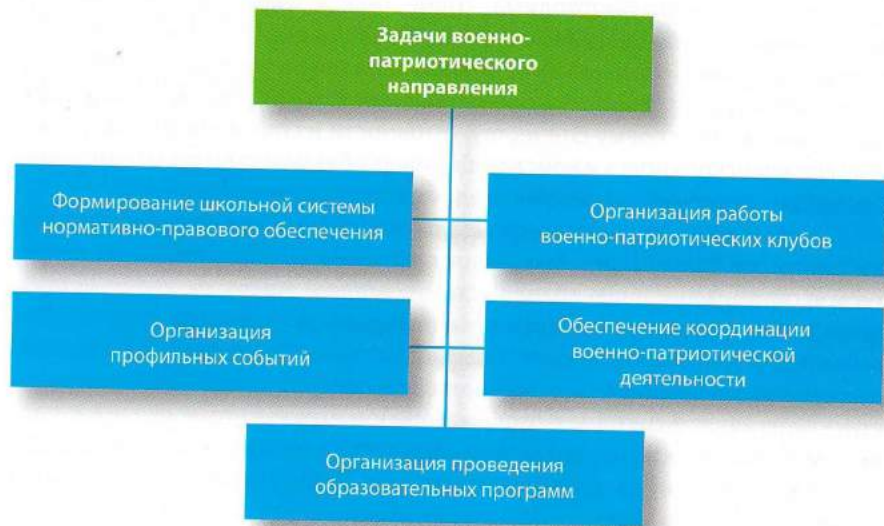 Задачи военно-
патриотического
направления
Формирование школьной системы
нормативно-правового обеспечения
Организация работы
военно-патриотических клубов
Организация
профильных событий
Обеспечение координации
военно-патриотической
деятельности
Организация проведения
образовательных программ